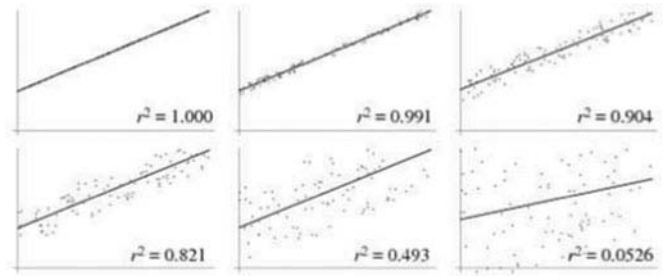 r² = 1.000
r² = 0.991
r² = 0.904
r² = 0.821
r² = 0.493
r² = 0.0526